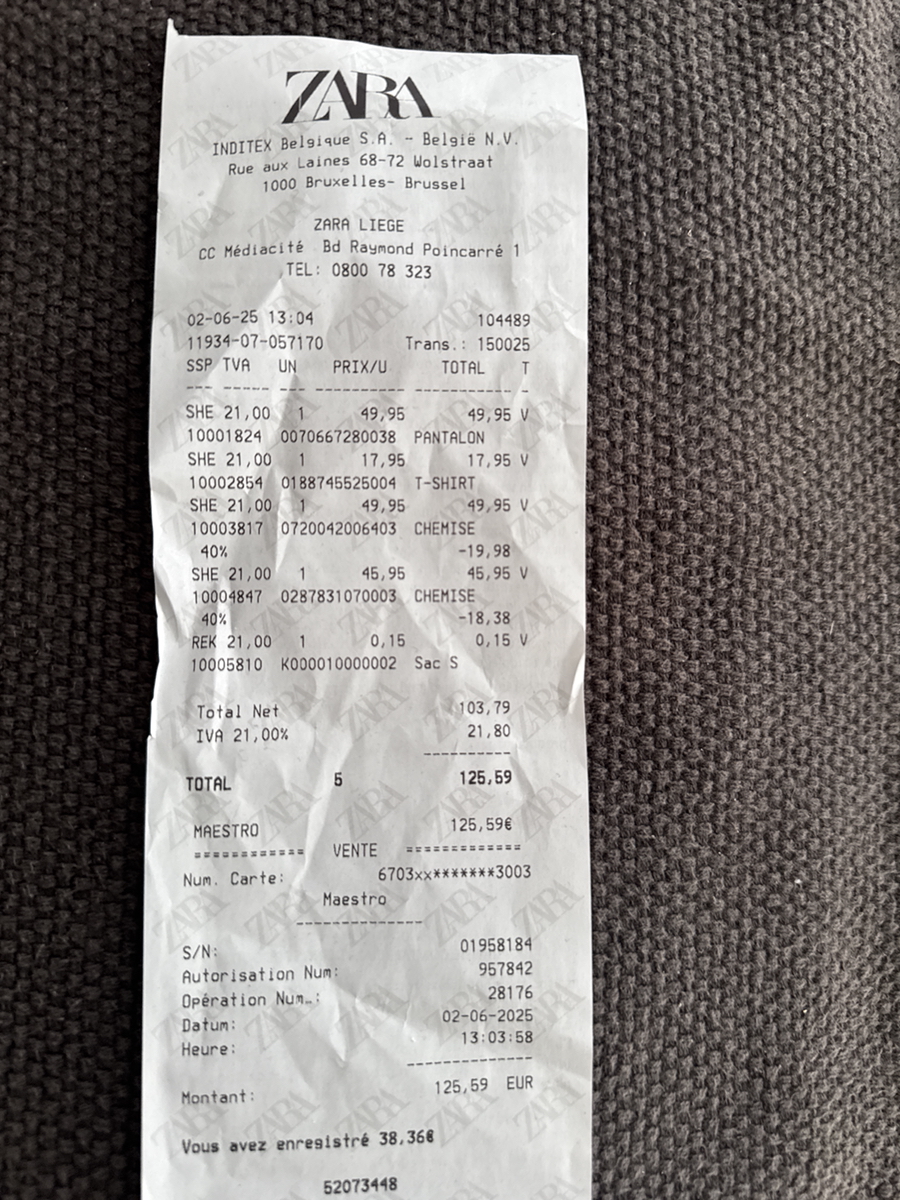 ZARA
INDITEX Belgique S.A. - België N.V.
Rue aux Laines 68-72 Wolstraat
1000 Bruxelles- Brussel
ZARA LIEGE
CC Médiacité Bd Raymond Poincarré 1
TEL: 0800 78 323
02-06-25 13:04 104489
11934-07-057170 Trans.: 150025
SSP TVA UN PRIX/U TOTAL T
--- ----- --- ------------ ----------- -
SHE 21,00 1 49,95 49,95 V
10001824 0070667280038 PANTALON
SHE 21,00 1 17,95 17,95 V
10002854 0188745525004 T-SHIRT
SHE 21,00 1 49,95 49,95 V
10003817 0720042006403 CHEMISE
40% -19,98
SHE 21,00 1 45,95 45,95 V
10004847 0287831070003 CHEMISE
40% -18,38
REK 21,00 1 0,15 0,15 V
10005810 K000010000002 Sac S
Total Net 103,79
IVA 21,00% 21,80
----------
TOTAL 5 125,59
MAESTRO 125,59€
============ VENTE =============
Num. Carte: 6703xx*******3003
Maestro
--------------
S/N: 01958184
Autorisation Num: 957842
Opération Num.: 28176
Datum: 02-06-2025
Heure: 13:03:58
--------------
Montant: 125,59 EUR
Vous avez enregistré 38,36€
52073448